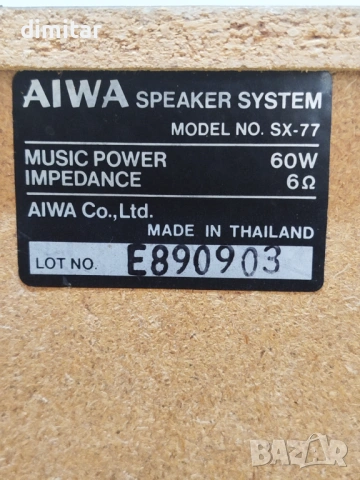 dimitar
AIWA SPEAKER SYSTEM
MODEL NO. SX-77
MUSIC POWER 60W
IMPEDANCE 6Ω
AIWA Co., Ltd.
MADE IN THAILAND
LOT NO. E890903
BAZAR